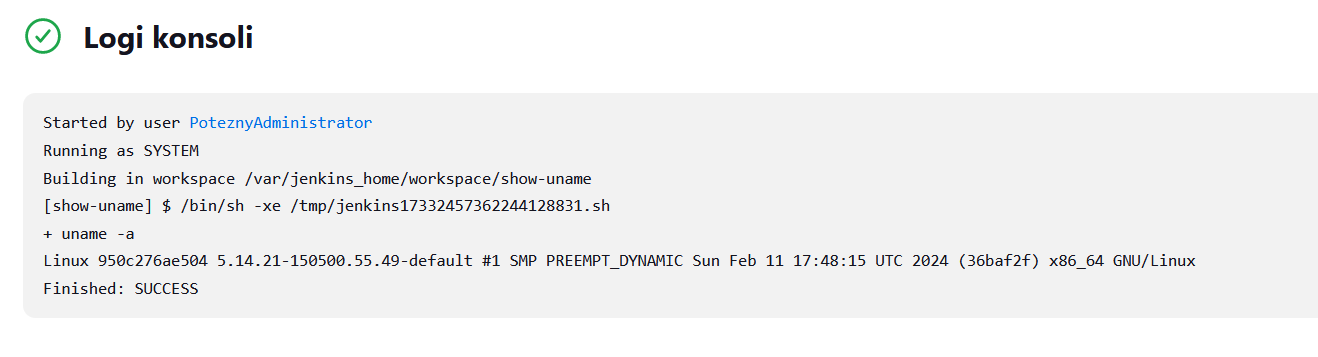 Logi konsoli
Started by user PoteznyAdministrator
Running as SYSTEM
Building in workspace /var/jenkins_home/workspace/show-uname
[show-uname] $ /bin/sh -xe /tmp/jenkins17332457362244128831.sh
+ uname -a
Linux 950c276ae504 5.14.21-150500.55.49-default #1 SMP PREEMPT_DYNAMIC Sun Feb 11 17:48:15 UTC 2024 (36baf2f) x86_64 GNU/Linux
Finished: SUCCESS